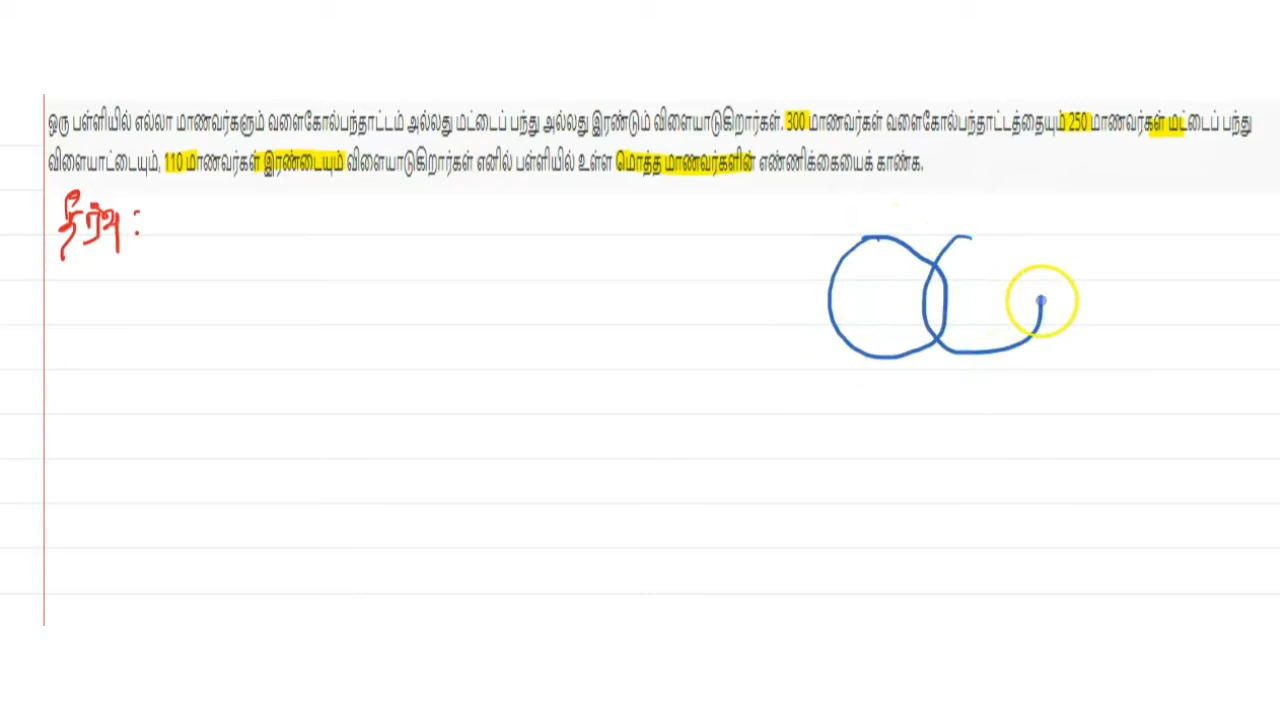 ஒரு பள்ளியில் எல்லா மாணவர்களும் வளைகோல்பந்தாட்டம் அல்லது மட்டைப் பந்து அல்லது இரண்டும் விளையாடுகிறார்கள். 300 மாணவர்கள் வளைகோல்பந்தாட்டத்தையும் 250 மாணவர்கள் மட்டைப் பந்து
விளையாட்டையும், 110 மாணவர்கள் இரண்டையும் விளையாடுகிறார்கள் எனில் பள்ளியில் உள்ள மொத்த மாணவர்களின் எண்ணிக்கையைக் காண்க.
தீர்வு :